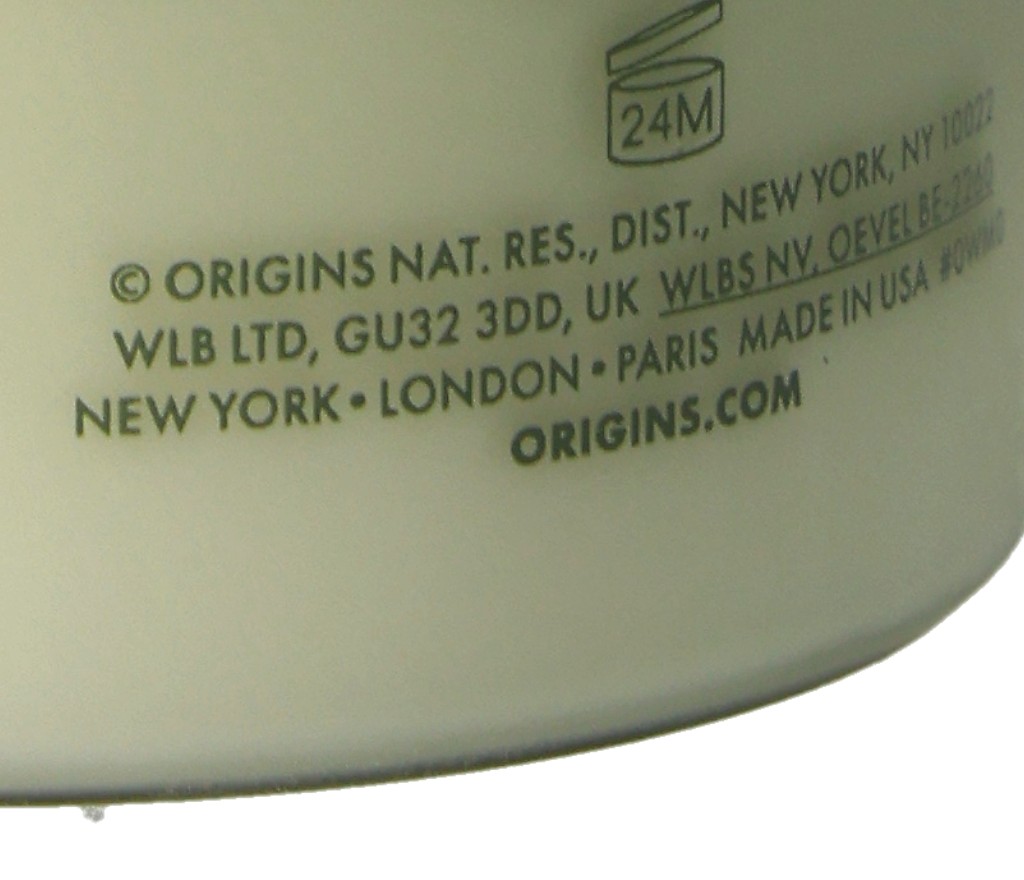 24M
© ORIGINS NAT. RES., DIST., NEW YORK, NY 10022
WLB LTD, GU32 3DD, UK WLBS NV, OEVEL BE-2260
NEW YORK • LONDON • PARIS MADE IN USA
ORIGINS.COM